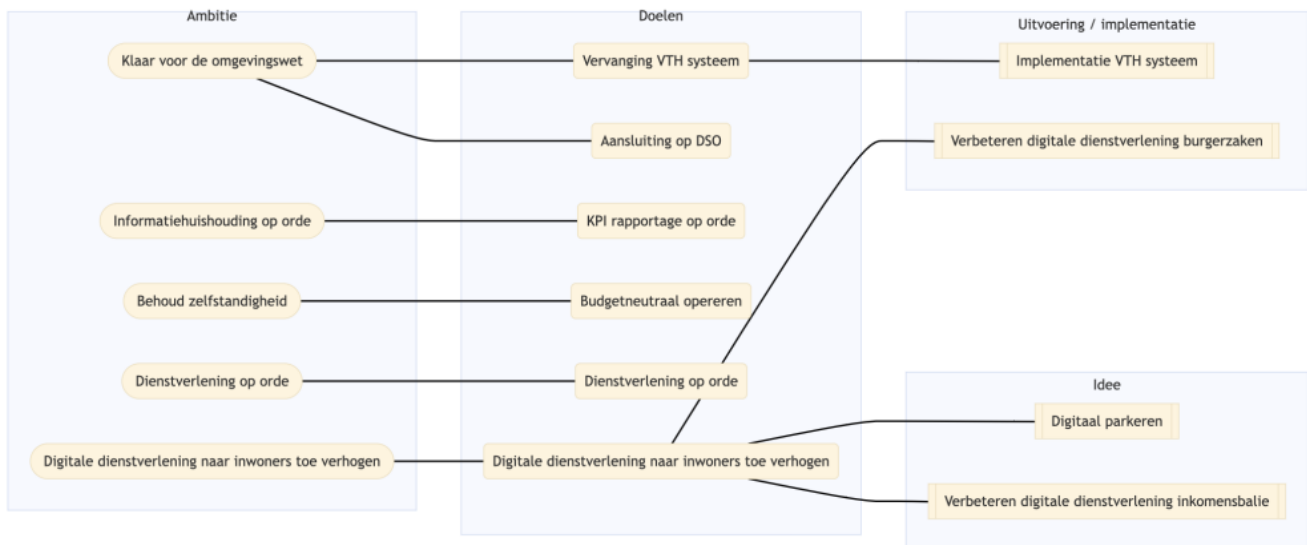 Ambitie
Klaar voor de omgevingswet
Informatiehuishouding op orde
Behoud zelfstandigheid
Dienstverlening op orde
Digitale dienstverlening naar inwoners toe verhogen
Doelen
Vervanging VTH systeem
Aansluiting op DSO
KPI rapportage op orde
Budgetneutraal opereren
Dienstverlening op orde
Digitale dienstverlening naar inwoners toe verhogen
Uitvoering / implementatie
Implementatie VTH systeem
Verbeteren digitale dienstverlening burgerzaken
Idee
Digitaal parkeren
Verbeteren digitale dienstverlening inkomensbalie